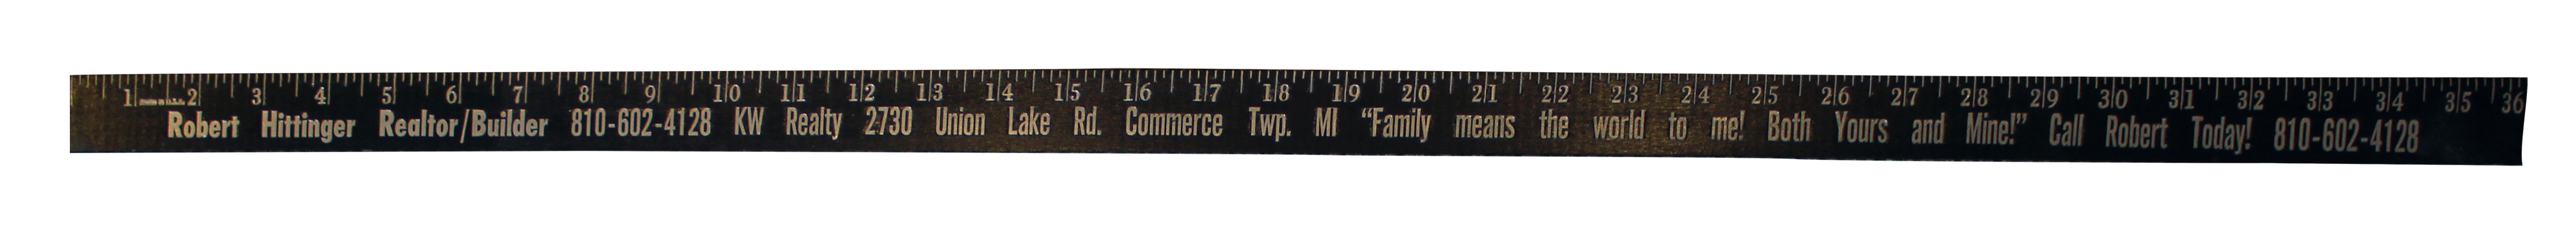 1 2 3 4 5 6 7 8 9 10 11 12 13 14 15 16 17 18 19 20 21 22 23 24 25 26 27 28 29 30 31 32 33 34 35 36
Robert Hittinger Realtor/Builder 810-602-4128 KW Realty 2730 Union Lake Rd. Commerce Twp. MI “Family means the world to me! Both Yours and Mine!” Call Robert Today! 810-602-4128